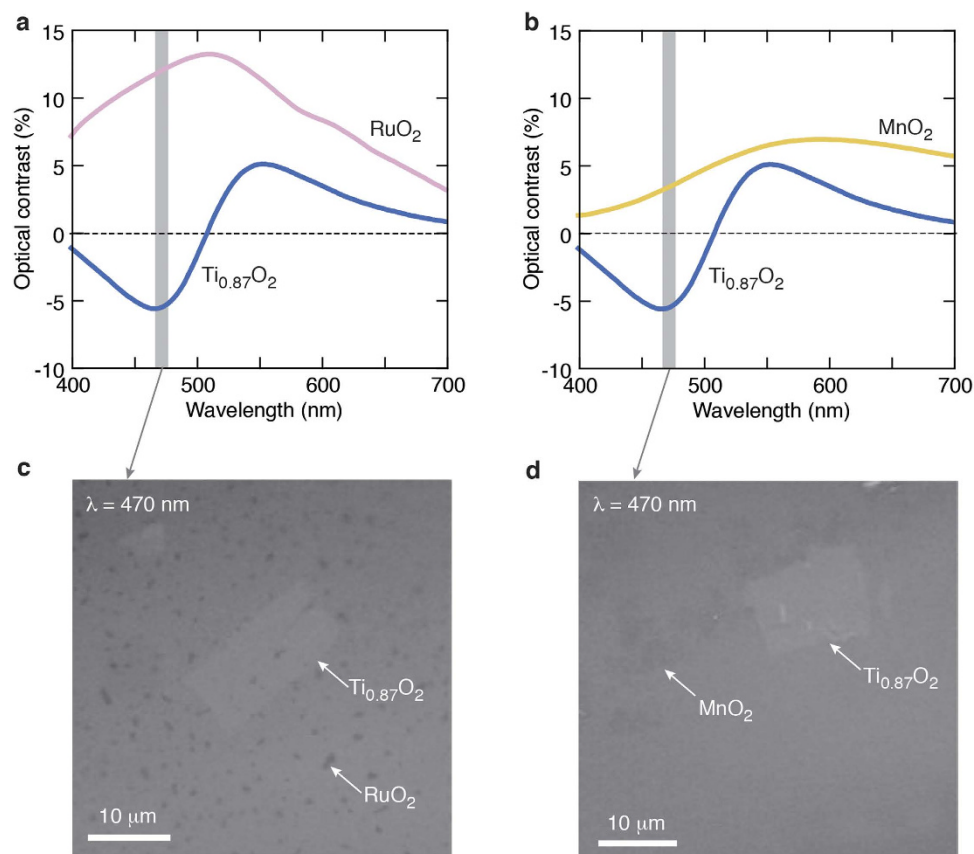 a
15
10
5
0
-5
-10
Optical contrast (%)
RuO₂
Ti₀.₈₇O₂
400
500
600
700
Wavelength (nm)
b
15
10
5
0
-5
-10
Optical contrast (%)
MnO₂
Ti₀.₈₇O₂
400
500
600
700
Wavelength (nm)
c
λ = 470 nm
Ti₀.₈₇O₂
RuO₂
10 μm
d
λ = 470 nm
Ti₀.₈₇O₂
MnO₂
10 μm